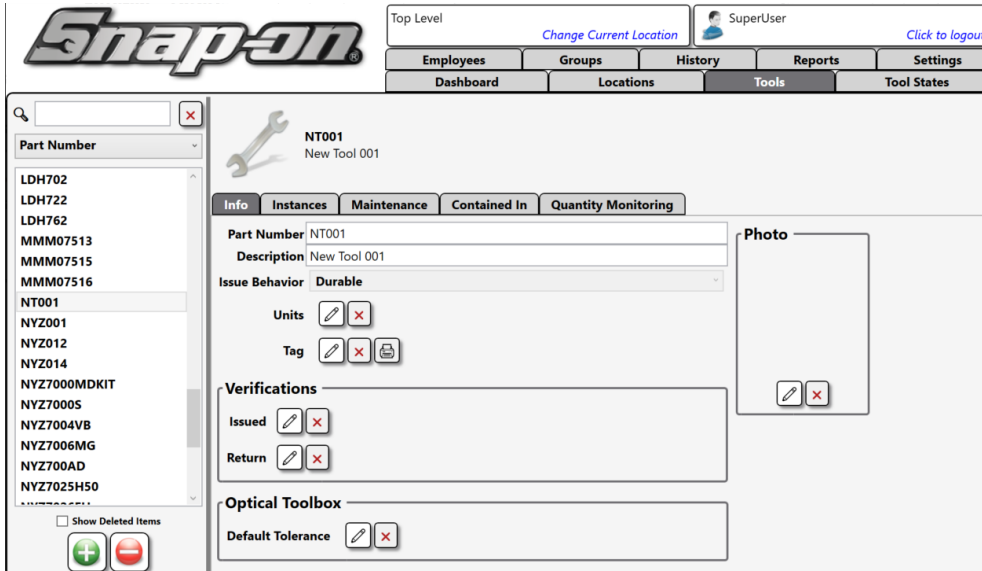 Snap-on®
Top Level
Change Current Location
SuperUser
Click to logout
Employees
Groups
History
Reports
Settings
Dashboard
Locations
Tools
Tool States
Part Number
LDH702
LDH722
LDH762
MMM07513
MMM07515
MMM07516
NT001
NYZ001
NYZ012
NYZ014
NYZ7000MDKIT
NYZ7000S
NYZ7004VB
NYZ7006MG
NYZ700AD
NYZ7025H50
Show Deleted Items
NT001
New Tool 001
Info
Instances
Maintenance
Contained In
Quantity Monitoring
Part Number NT001
Description New Tool 001
Issue Behavior Durable
Units
Tag
Verifications
Issued
Return
Optical Toolbox
Default Tolerance
Photo